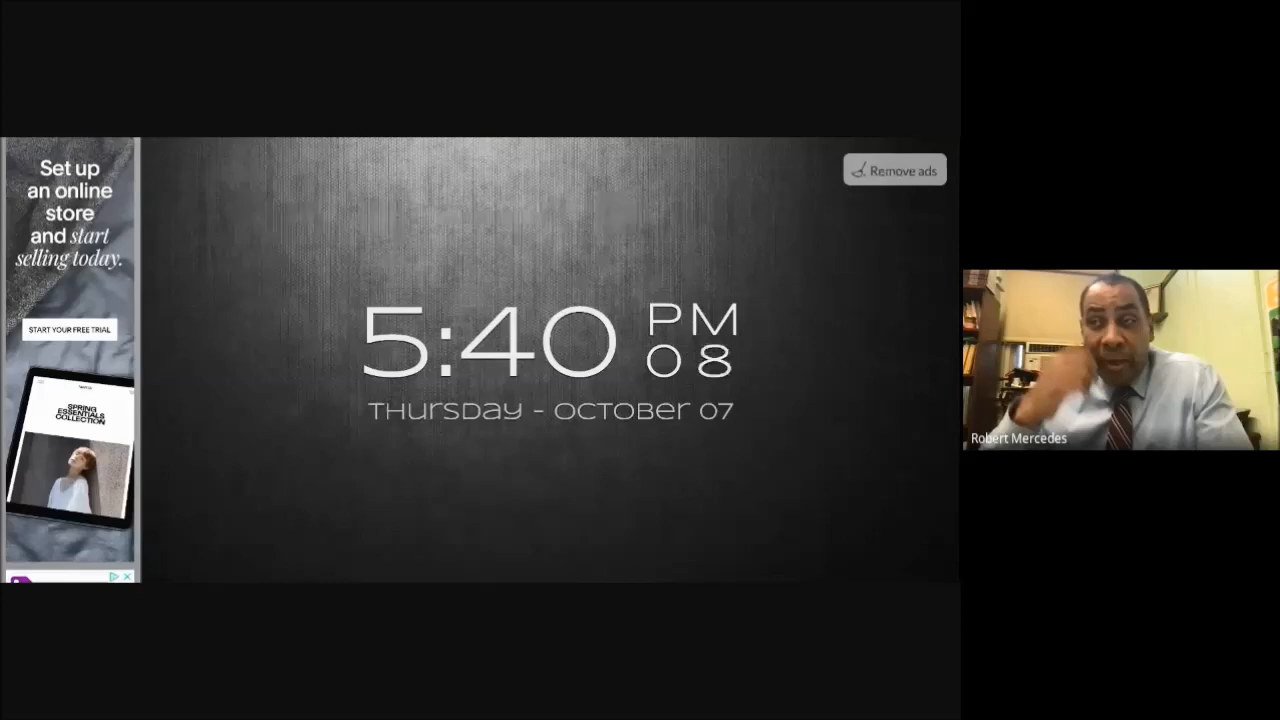 Set up
an online
store
and start
selling today.
START YOUR FREE TRIAL
SPRING
ESSENTIALS
COLLECTION
Remove ads
5:40 PM
08
THURSDAY - OCTOBER 07
Robert Mercedes